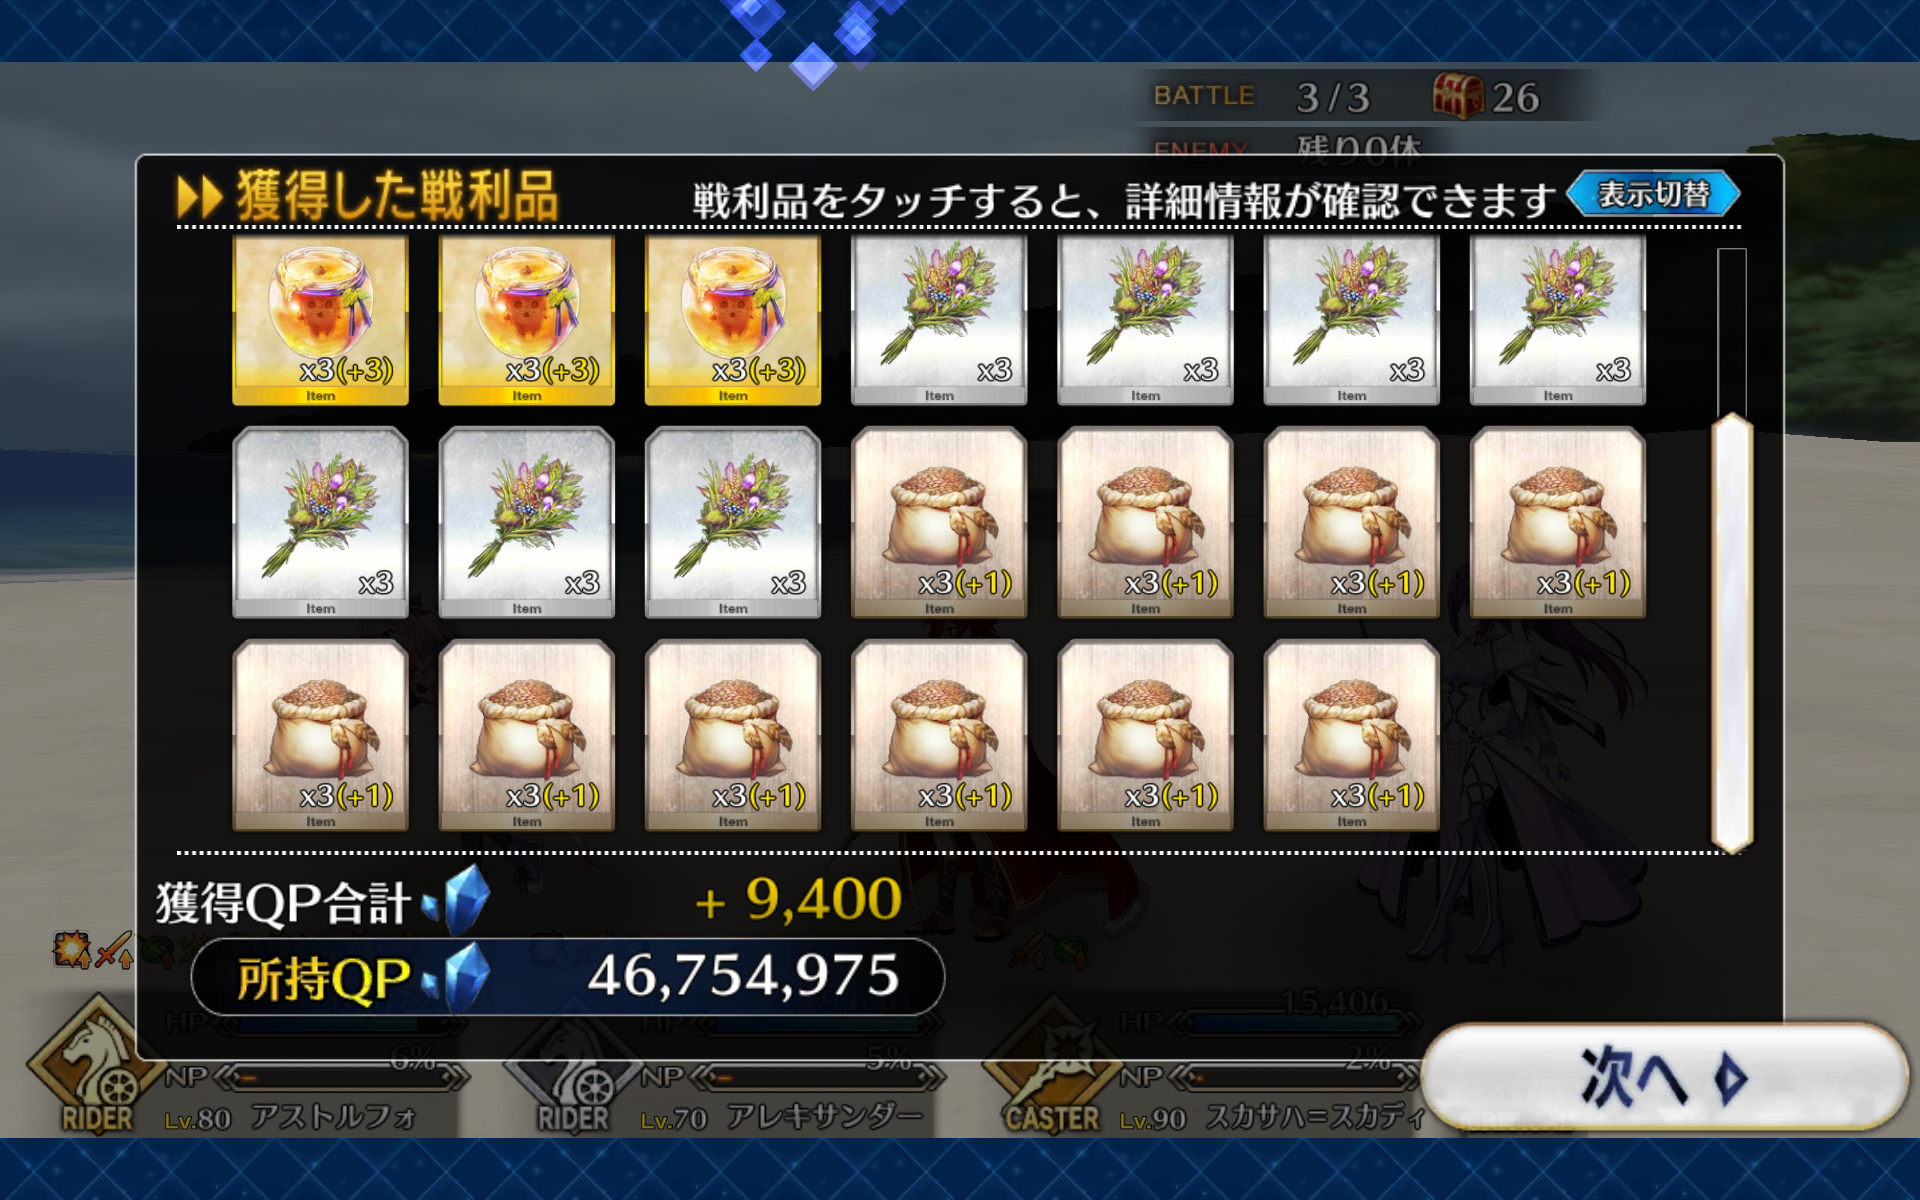 BATTLE 3/3 26
ENEMY 残り0体
獲得した戦利品 戦利品をタッチすると、詳細情報が確認できます 表示切替
x3(+3) x3(+3) x3(+3) x3 x3 x3 x3
Item Item Item Item Item Item Item
x3 x3 x3 x3(+1) x3(+1) x3(+1) x3(+1)
Item Item Item Item Item Item Item
x3(+1) x3(+1) x3(+1) x3(+1) x3(+1) x3(+1)
Item Item Item Item Item Item
獲得QP合計 + 9,400
所持QP 46,754,975
HP HP HP 15,406
NP 6% NP 5% NP 2%
RIDER Lv.80 アストルフォ RIDER Lv.70 アレキサンダー CASTER Lv.90 スカサハ=スカディ
次へ